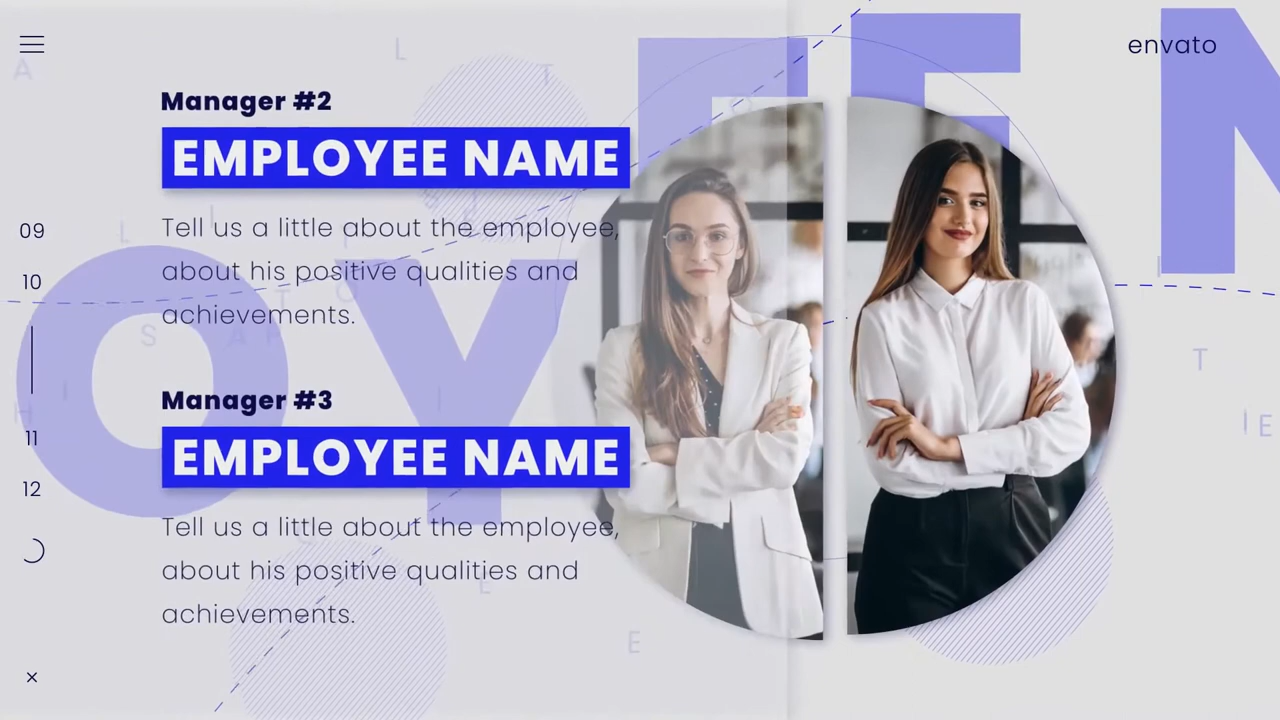 envato
Manager #2
EMPLOYEE NAME
Tell us a little about the employee,
about his positive qualities and
achievements.
Manager #3
EMPLOYEE NAME
Tell us a little about the employee,
about his positive qualities and
achievements.
09
10
11
12
OY
E
E
N
A
L
T
L
S
T
E
T
E